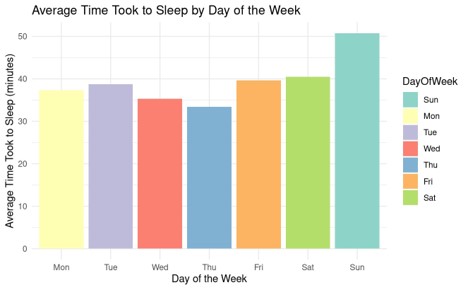 Average Time Took to Sleep by Day of the Week
Average Time Took to Sleep (minutes)
50
40
30
20
10
0
Mon Tue Wed Thu Fri Sat Sun
Day of the Week
DayOfWeek
Sun
Mon
Tue
Wed
Thu
Fri
Sat